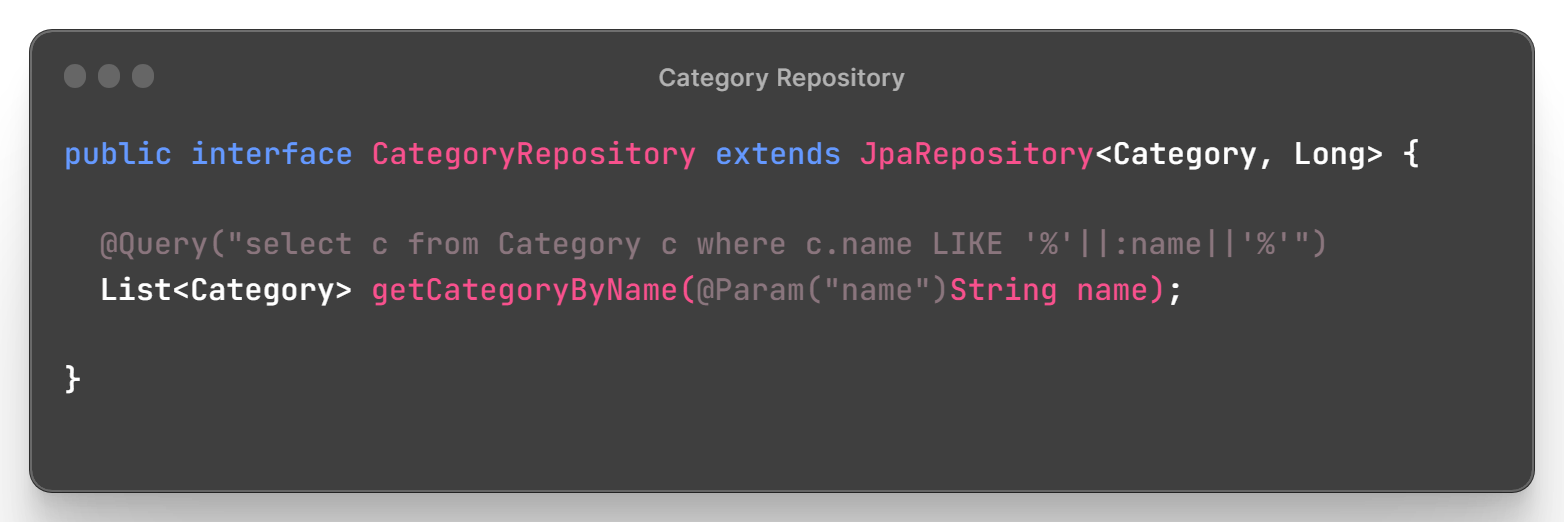 Category Repository
public interface CategoryRepository extends JpaRepository<Category, Long> {
@Query("select c from Category c where c.name LIKE '%'||:name||'%'")
List<Category> getCategoryByName(@Param("name")String name);
}